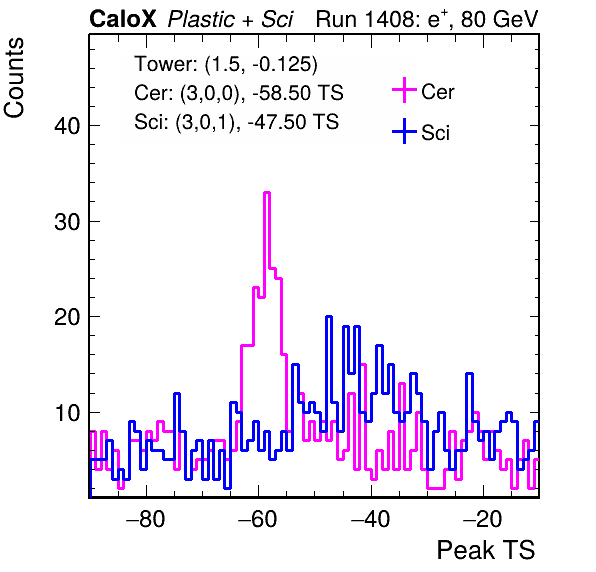 CaloX Plastic + Sci Run 1408: e+, 80 GeV
Tower: (1.5, -0.125)
Cer: (3,0,0), -58.50 TS
Sci: (3,0,1), -47.50 TS
Cer
Sci
Counts
40
30
20
10
−80 −60 −40 −20
Peak TS